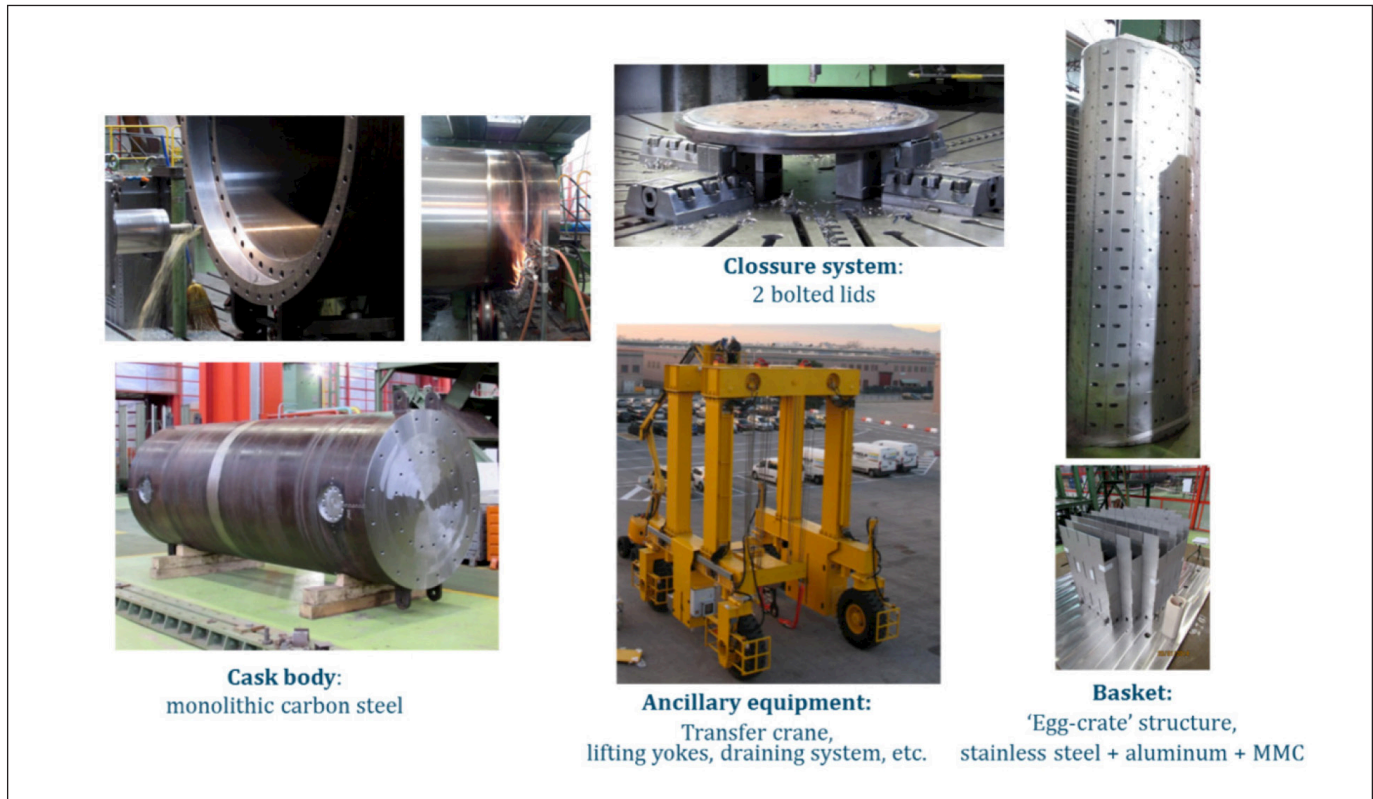 Clossure system:
2 bolted lids
Cask body:
monolithic carbon steel
Ancillary equipment:
Transfer crane,
lifting yokes, draining system, etc.
Basket:
‘Egg-crate’ structure,
stainless steel + aluminum + MMC